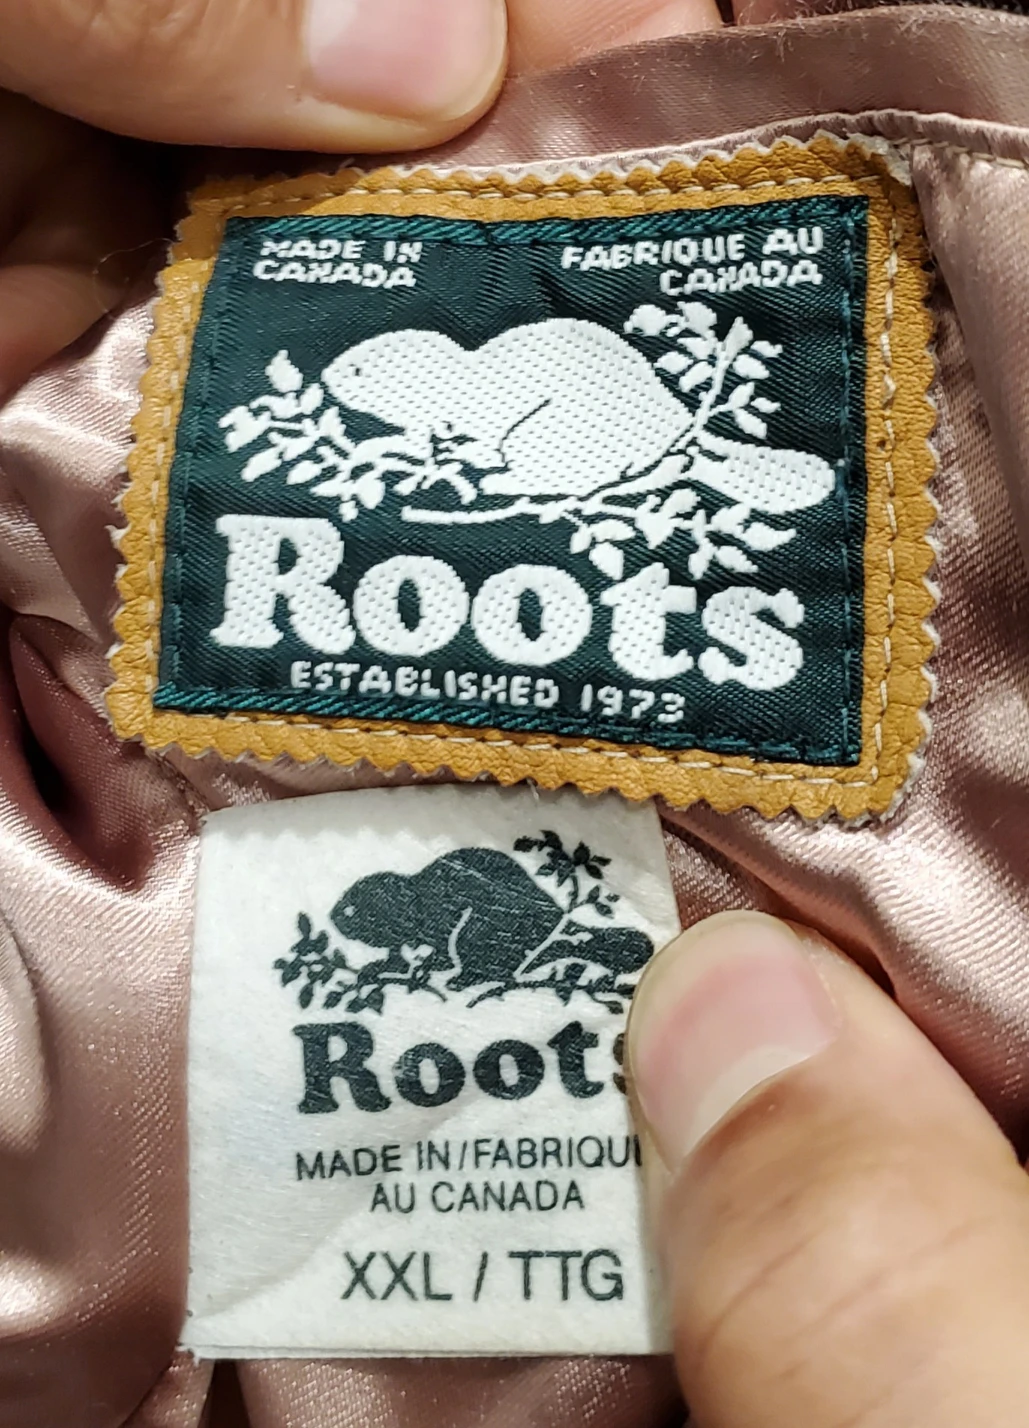 MADE IN
CANADA
FABRIQUE AU
CANADA
Roots
ESTABLISHED 1973
Roots
MADE IN/FABRIQU
AU CANADA
XXL / TTG